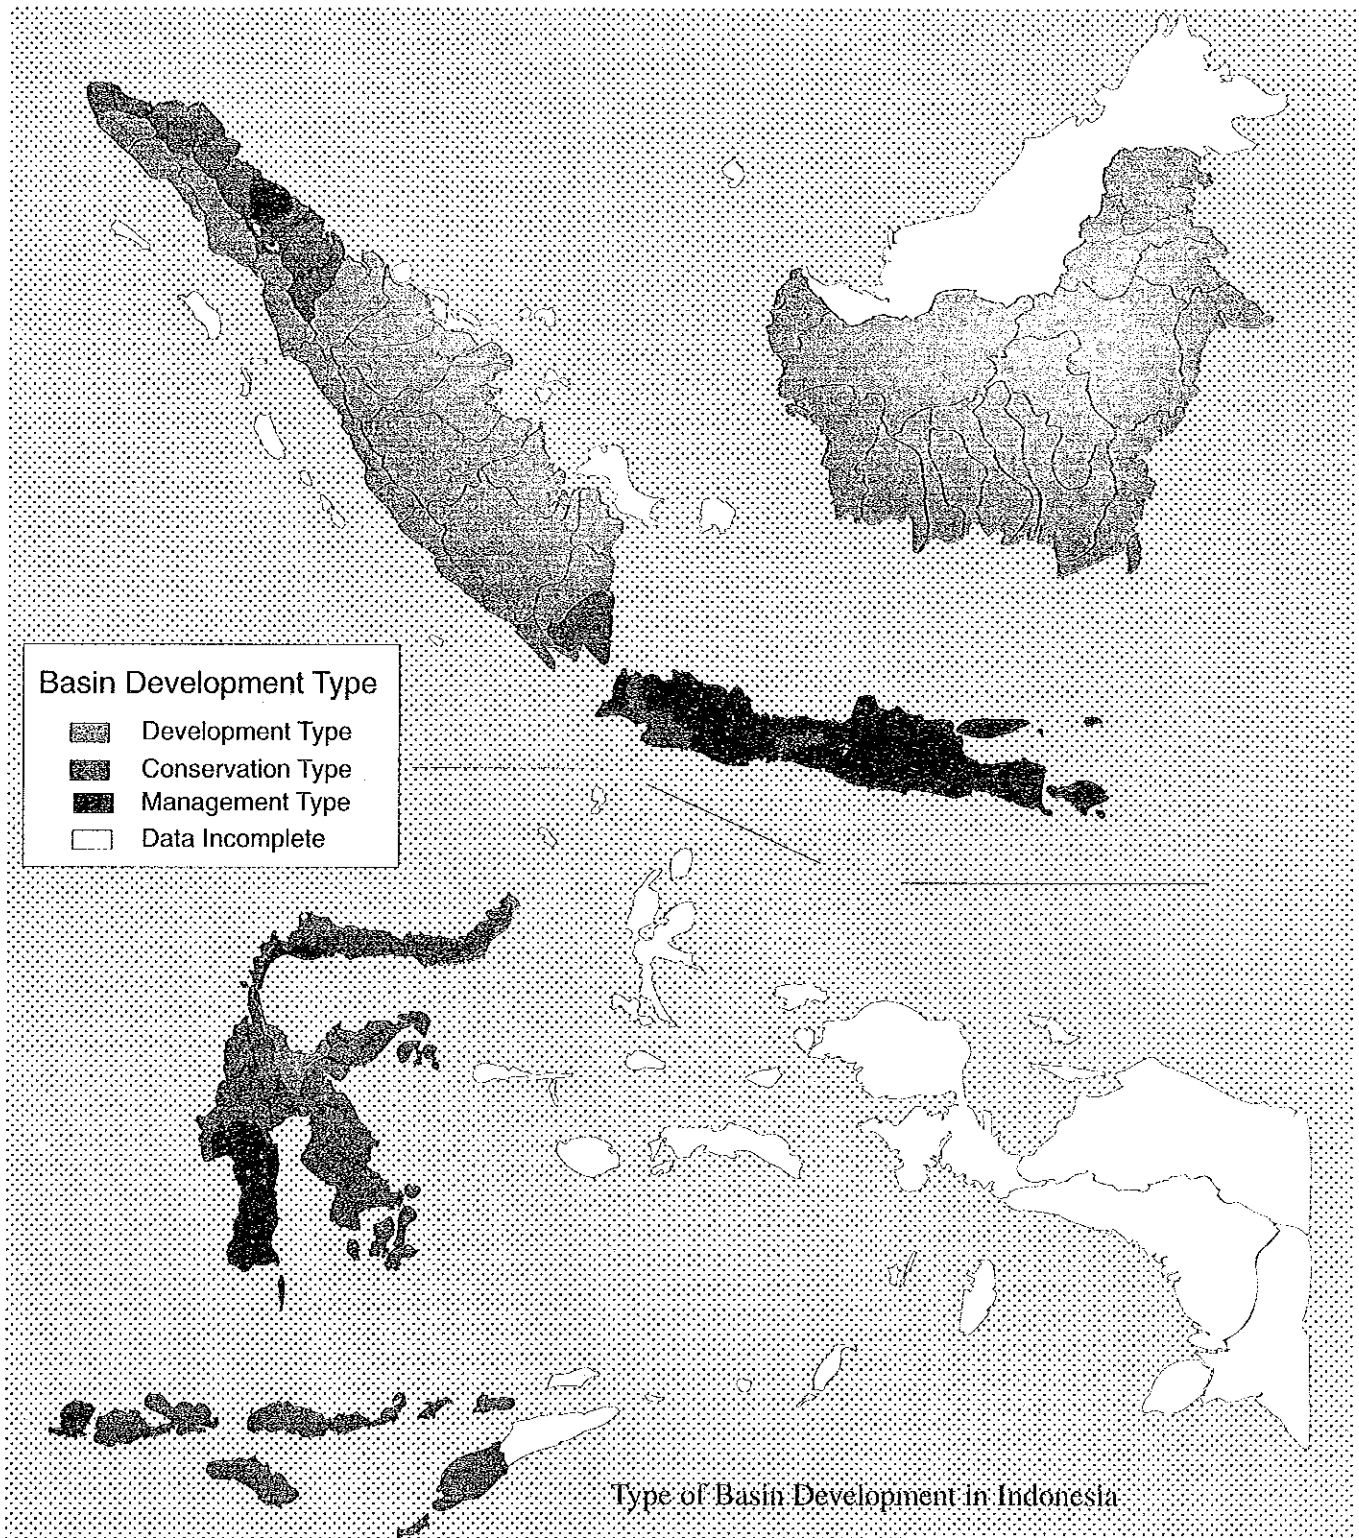 Basin Development Type
Development Type
Conservation Type
Management Type
Data Incomplete
Type of Basin Development in Indonesia